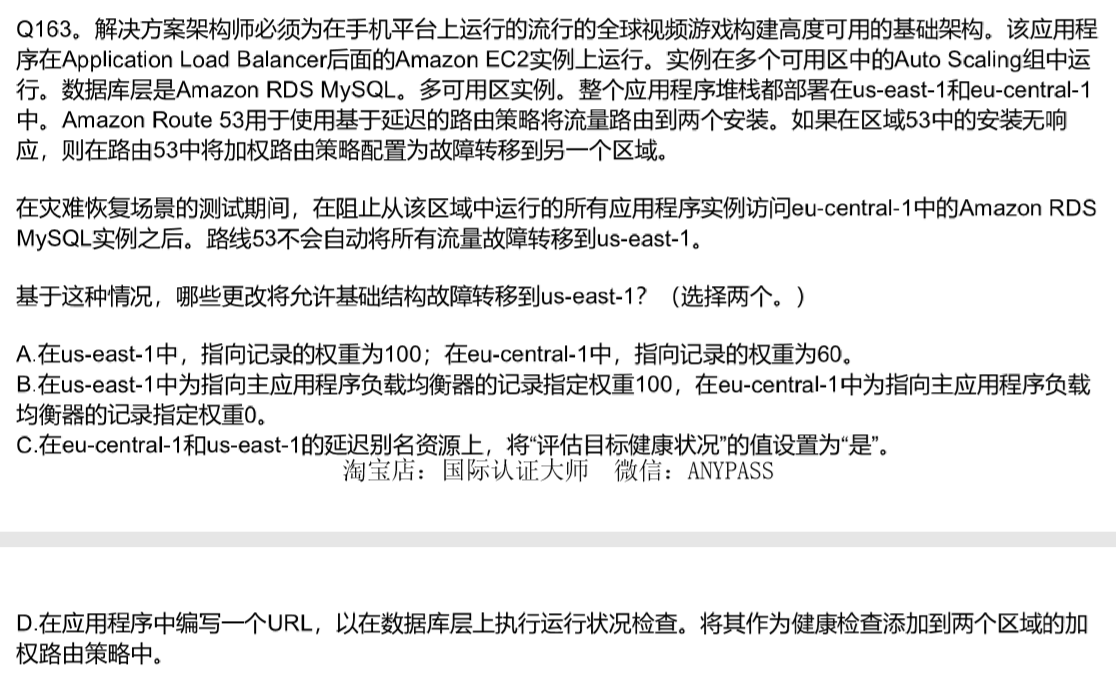 Q163。解决方案架构师必须为在手机平台上运行的流行的全球视频游戏构建高度可用的基础架构。该应用程
序在Application Load Balancer后面的Amazon EC2实例上运行。实例在多个可用区中的Auto Scaling组中运
行。数据库层是Amazon RDS MySQL。多可用区实例。整个应用程序堆栈都部署在us-east-1和eu-central-1
中。Amazon Route 53用于使用基于延迟的路由策略将流量路由到两个安装。如果在区域53中的安装无响
应，则在路由53中将加权路由策略配置为故障转移到另一个区域。
在灾难恢复场景的测试期间，在阻止从该区域中运行的所有应用程序实例访问eu-central-1中的Amazon RDS
MySQL实例之后。路线53不会自动将所有流量故障转移到us-east-1。
基于这种情况，哪些更改将允许基础结构故障转移到us-east-1？（选择两个。）
A.在us-east-1中，指向记录的权重为100；在eu-central-1中，指向记录的权重为60。
B.在us-east-1中为指向主应用程序负载均衡器的记录指定权重100，在eu-central-1中为指向主应用程序负载
均衡器的记录指定权重0。
C.在eu-central-1和us-east-1的延迟别名资源上，将“评估目标健康状况”的值设置为“是”。
淘宝店：国际认证大师 微信：ANYPASS
D.在应用程序中编写一个URL，以在数据库层上执行运行状况检查。将其作为健康检查添加到两个区域的加
权路由策略中。